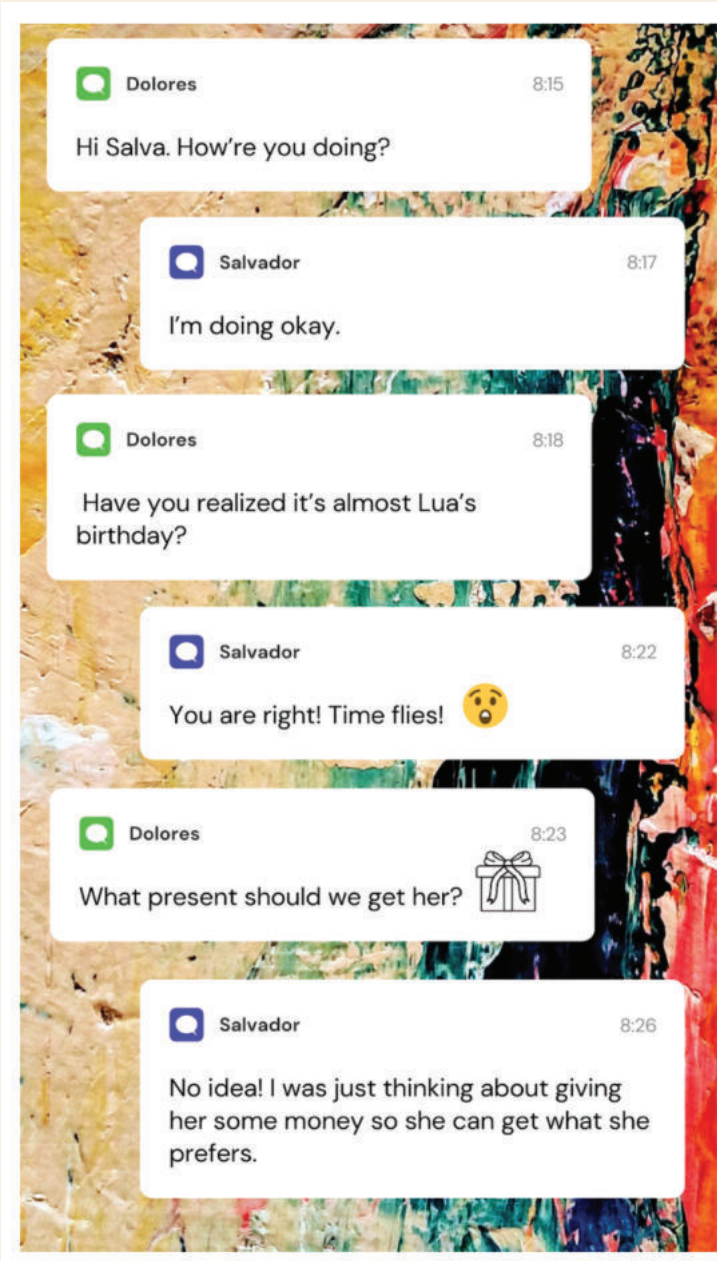 Dolores
8:15
Hi Salva. How're you doing?
Salvador
8:17
I'm doing okay.
Dolores
8:18
Have you realized it's almost Lua's
birthday?
Salvador
8:22
You are right! Time flies!
Dolores
8:23
What present should we get her?
Salvador
8:26
No idea! I was just thinking about giving
her some money so she can get what she
prefers.